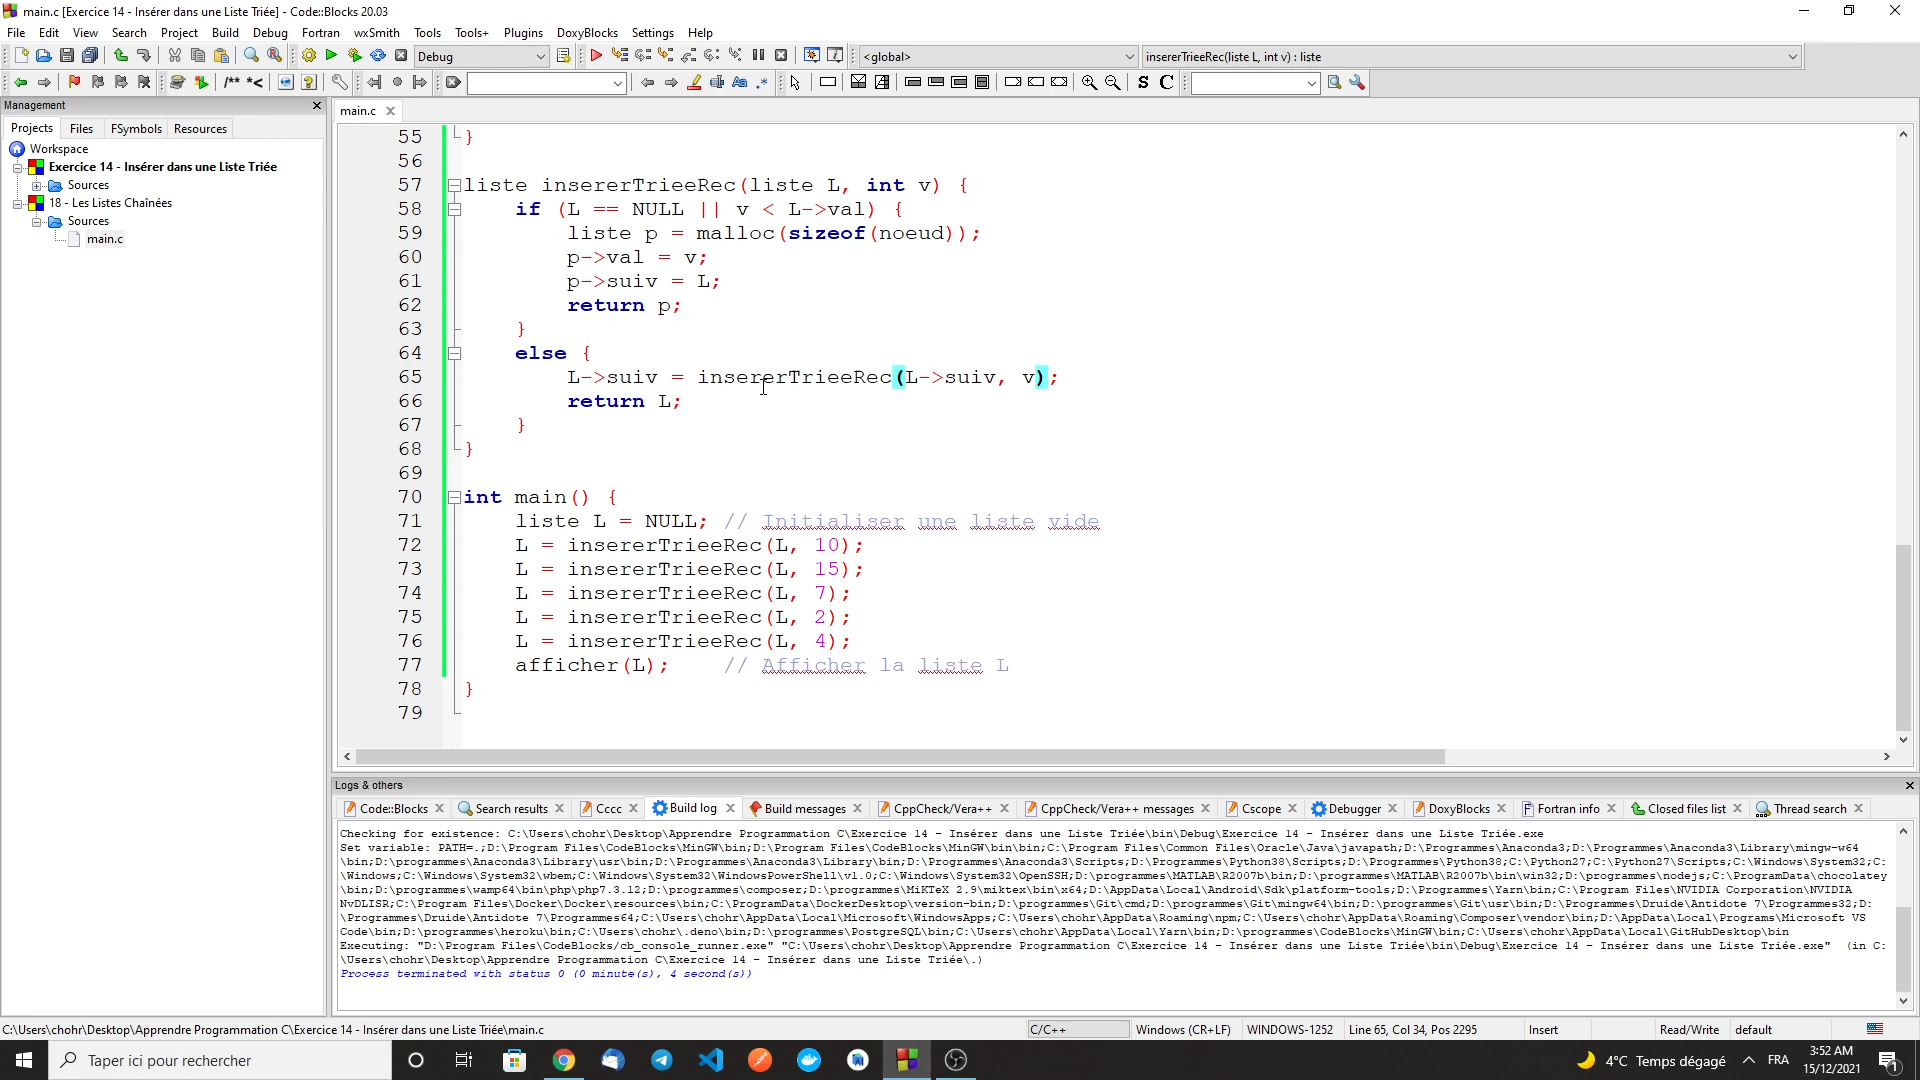 main.c [Exercice 14 - Insérer dans une Liste Triée] - Code::Blocks 20.03
File Edit View Search Project Build Debug Fortran wxSmith Tools Tools+ Plugins DoxyBlocks Settings Help
Debug
<global>
insererTrieeRec(liste L, int v) : liste
/** *<
Aa .*
S C
Management
main.c
Projects Files FSymbols Resources
Workspace
Exercice 14 - Insérer dans une Liste Triée
Sources
18 - Les Listes Chaînées
Sources
main.c
55 }
56
57 liste insererTrieeRec(liste L, int v) {
58 if (L == NULL || v < L->val) {
59 liste p = malloc(sizeof(noeud));
60 p->val = v;
61 p->suiv = L;
62 return p;
63 }
64 else {
65 L->suiv = insererTrieeRec(L->suiv, v);
66 return L;
67 }
68 }
69
70 int main() {
71 liste L = NULL; // Initialiser une liste vide
72 L = insererTrieeRec(L, 10);
73 L = insererTrieeRec(L, 15);
74 L = insererTrieeRec(L, 7);
75 L = insererTrieeRec(L, 2);
76 L = insererTrieeRec(L, 4);
77 afficher(L); // Afficher la liste L
78 }
79
Logs & others
Code::Blocks Search results Cccc Build log Build messages CppCheck/Vera++ CppCheck/Vera++ messages Cscope Debugger DoxyBlocks Fortran info Closed files list Thread search
Checking for existence: C:\Users\chohr\Desktop\Apprendre Programmation C\Exercice 14 - Insérer dans une Liste Triée\bin\Debug\Exercice 14 - Insérer dans une Liste Triée.exe
Set variable: PATH=.;D:\Program Files\CodeBlocks\MinGW\bin;D:\Program Files\CodeBlocks\MinGW\bin\bin;C:\Program Files\Common Files\Oracle\Java\javapath;D:\Programmes\Anaconda3;D:\Programmes\Anaconda3\Library\mingw-w64
\bin;D:\programmes\Anaconda3\Library\usr\bin;D:\Programmes\Anaconda3\Library\bin;D:\Programmes\Anaconda3\Scripts;D:\Programmes\Python38\Scripts;D:\Programmes\Python38;C:\Python27;C:\Python27\Scripts;C:\Windows\System32;C:
\Windows;C:\Windows\System32\wbem;C:\Windows\System32\WindowsPowerShell\v1.0;C:\Windows\System32\OpenSSH;D:\programmes\MATLAB\R2007b\bin;D:\programmes\MATLAB\R2007b\bin\win32;D:\programmes\nodejs;C:\ProgramData\chocolatey
\bin;D:\programmes\wamp64\bin\php\php7.3.12;D:\programmes\composer;D:\programmes\MiKTeX 2.9\miktex\bin\x64;D:\AppData\Local\Android\Sdk\platform-tools;D:\Programmes\Yarn\bin;C:\Program Files\NVIDIA Corporation\NVIDIA
NvDLISR;C:\Program Files\Docker\Docker\resources\bin;C:\ProgramData\DockerDesktop\version-bin;D:\programmes\Git\cmd;D:\programmes\Git\mingw64\bin;D:\programmes\Git\usr\bin;D:\Programmes\Druide\Antidote 7\Programmes32;D:
\Programmes\Druide\Antidote 7\Programmes64;C:\Users\chohr\AppData\Local\Microsoft\WindowsApps;C:\Users\chohr\AppData\Roaming\npm;C:\Users\chohr\AppData\Roaming\Composer\vendor\bin;D:\AppData\Local\Programs\Microsoft VS
Code\bin;D:\programmes\heroku\bin;C:\Users\chohr\.deno\bin;D:\programmes\PostgreSQL\bin;C:\Users\chohr\AppData\Local\Yarn\bin;D:\programmes\CodeBlocks\MinGW\bin;C:\Users\chohr\AppData\Local\GitHubDesktop\bin
Executing: "D:\Program Files\CodeBlocks/cb_console_runner.exe" "C:\Users\chohr\Desktop\Apprendre Programmation C\Exercice 14 - Insérer dans une Liste Triée\bin\Debug\Exercice 14 - Insérer dans une Liste Triée.exe" (in C:
\Users\chohr\Desktop\Apprendre Programmation C\Exercice 14 - Insérer dans une Liste Triée\.)
Process terminated with status 0 (0 minute(s), 4 second(s))
C:\Users\chohr\Desktop\Apprendre Programmation C\Exercice 14 - Insérer dans une Liste Triée\main.c C/C++ Windows (CR+LF) WINDOWS-1252 Line 65, Col 34, Pos 2295 Insert Read/Write default
Taper ici pour rechercher
4°C Temps dégagé FRA
3:52 AM
15/12/2021
1